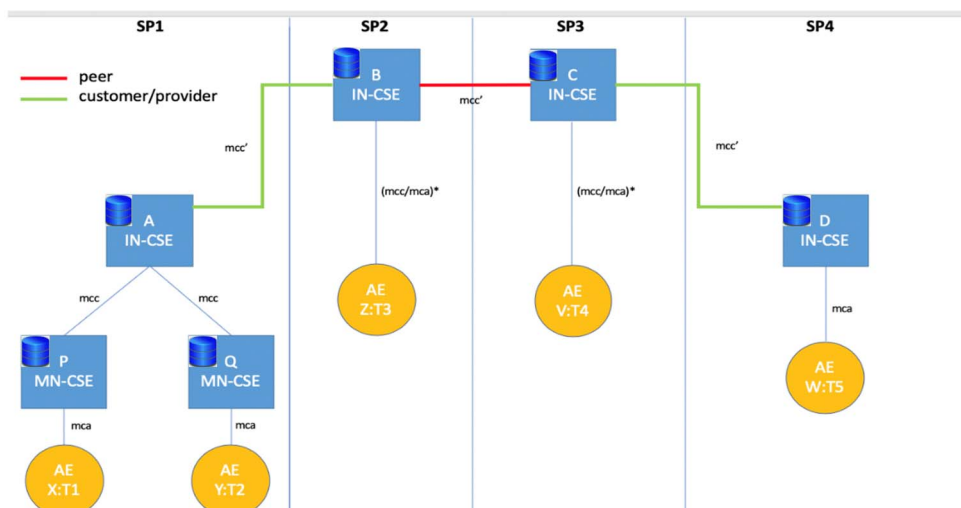 SP1
SP2
SP3
SP4
peer
customer/provider
B
IN-CSE
mcc'
C
IN-CSE
mcc'
mcc'
(mcc/mca)*
(mcc/mca)*
A
IN-CSE
D
IN-CSE
mcc
mcc
AE
Z:T3
AE
V:T4
mca
P
MN-CSE
Q
MN-CSE
AE
W:T5
mca
mca
AE
X:T1
AE
Y:T2